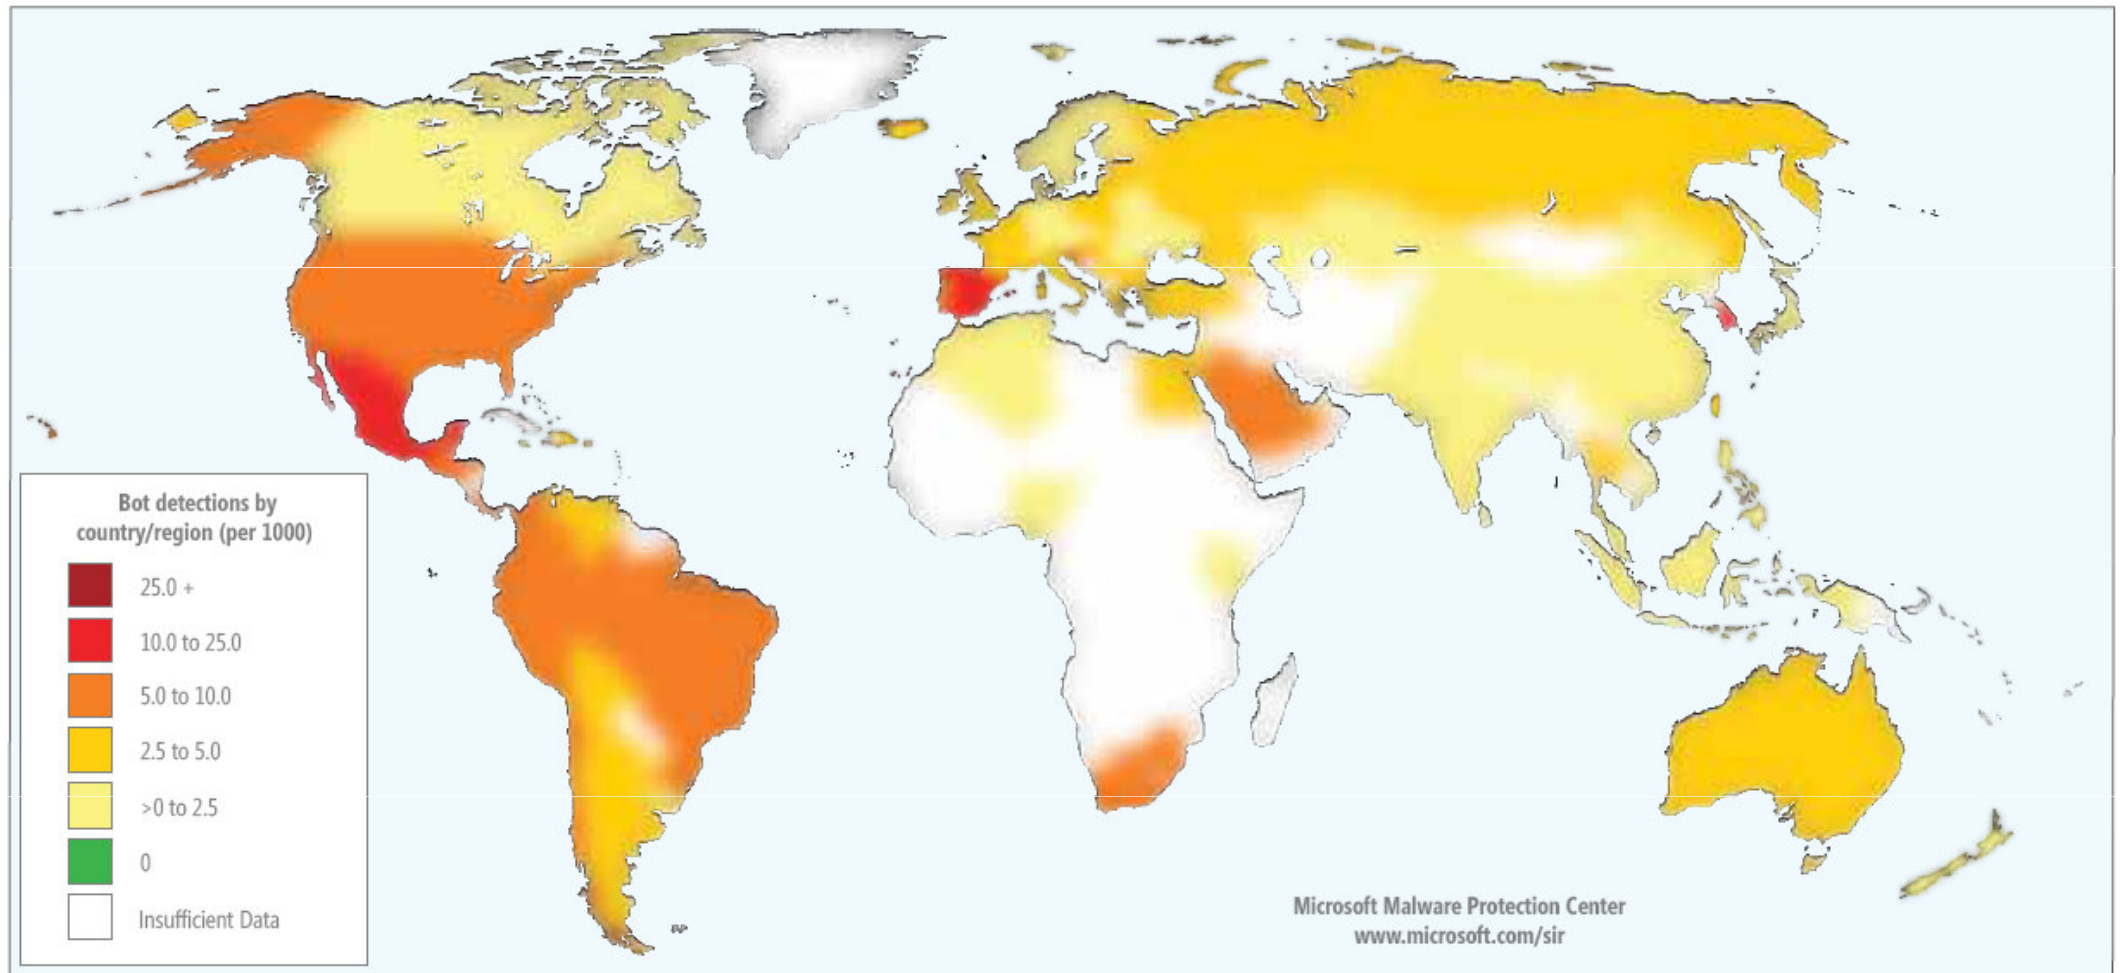 Bot detections by
country/region (per 1000)
25.0 +
10.0 to 25.0
5.0 to 10.0
2.5 to 5.0
>0 to 2.5
0
Insufficient Data
Microsoft Malware Protection Center
www.microsoft.com/sir